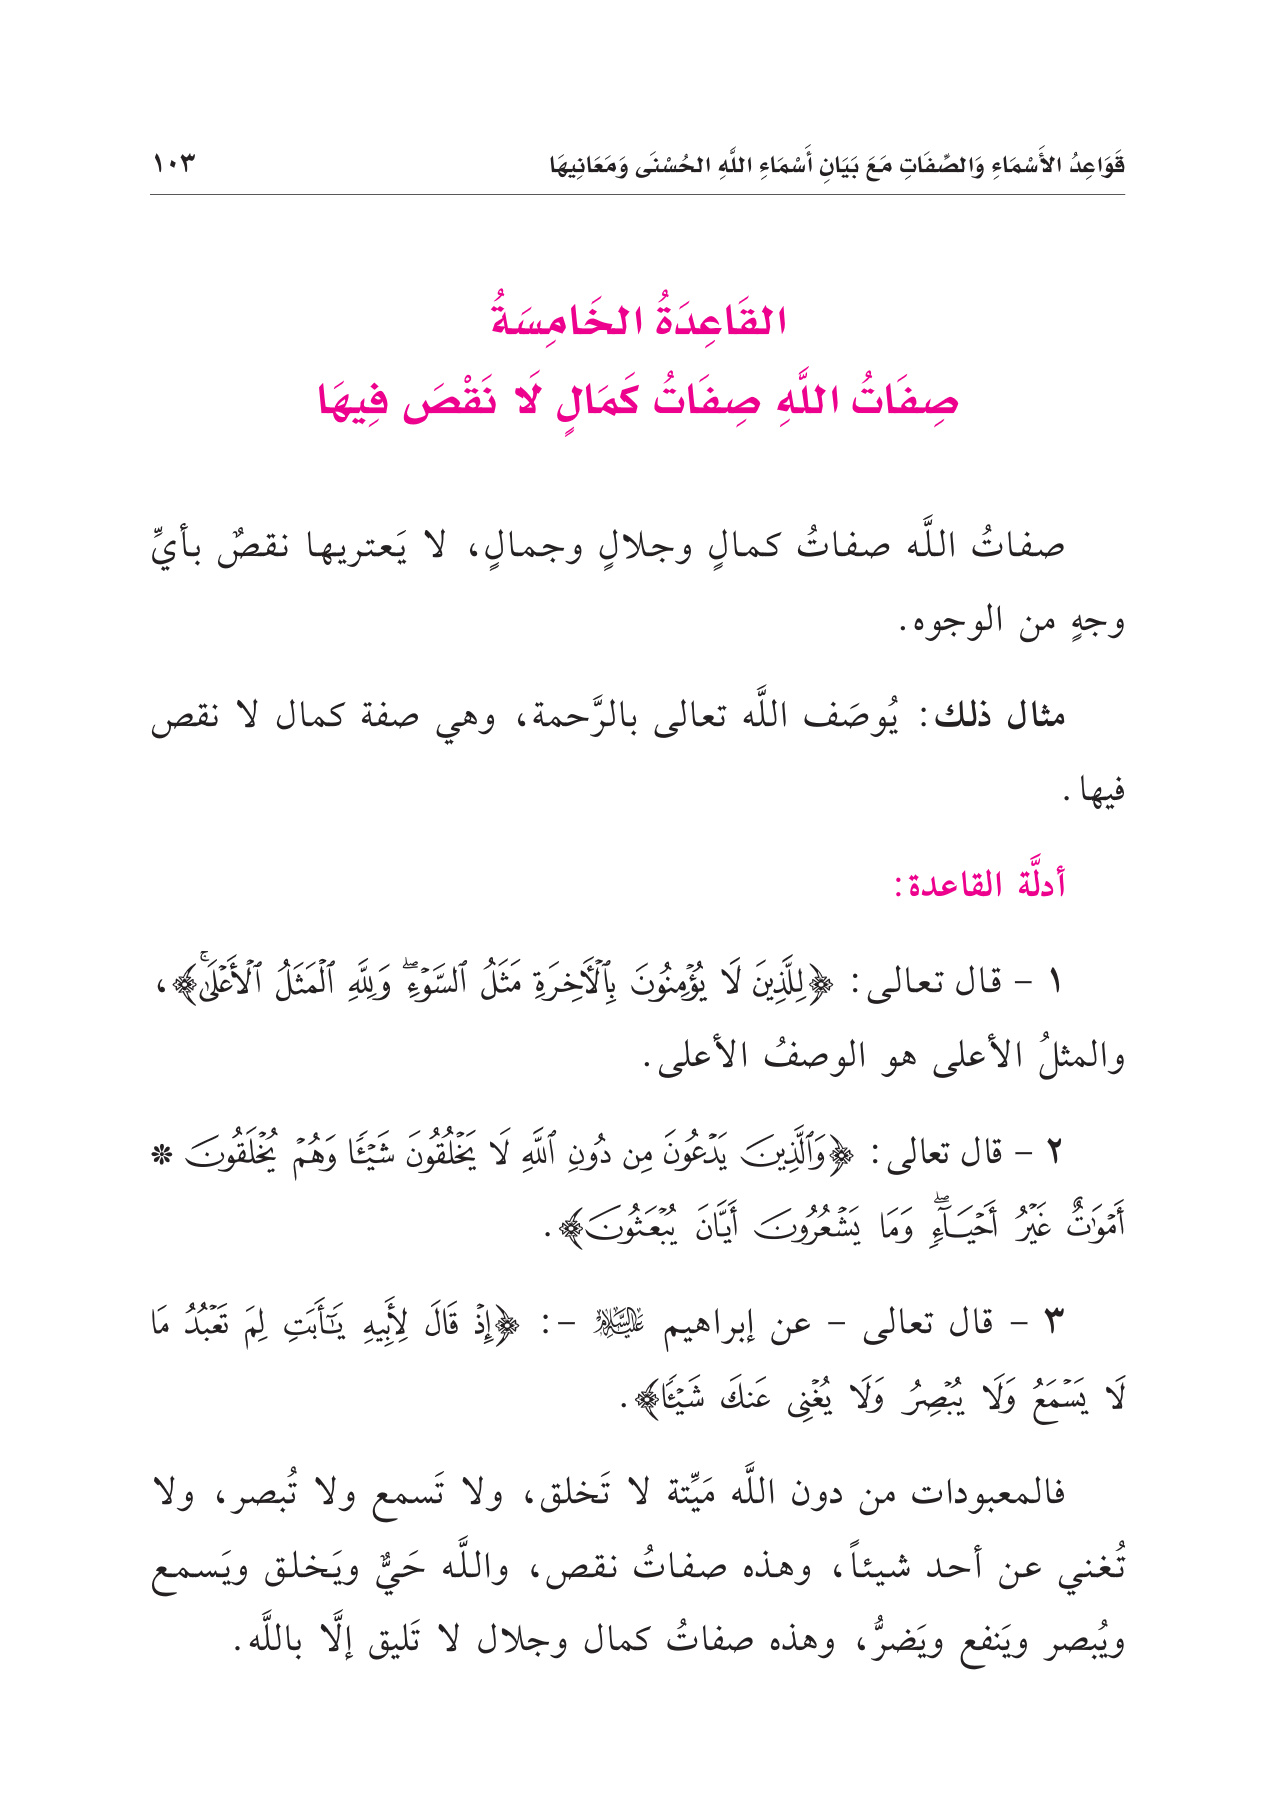 قَوَاعِدُ الأَسْمَاءِ وَالصِّفَاتِ مَعَ بَيَانِ أَسْمَاءِ اللَّهِ الحُسْنَى وَمَعَانِيهَا ١٠٣
القَاعِدَةُ الخَامِسَةُ
صِفَاتُ اللَّهِ صِفَاتُ كَمَالٍ لَا نَقْصَ فِيهَا
صفاتُ اللَّه صفاتُ كمالٍ وجلالٍ وجمالٍ، لا يَعتريها نقصٌ بأيِّ
وجهٍ من الوجوه.
مثال ذلك: يُوصَف اللَّه تعالى بالرَّحمة، وهي صفة كمال لا نقص
فيها.
أدلَّة القاعدة:
١ - قال تعالى: ﴿لِلَّذِينَ لَا يُؤۡمِنُونَ بِٱلۡأٓخِرَةِ مَثَلُ ٱلسَّوۡءِۖ وَلِلَّهِ ٱلۡمَثَلُ ٱلۡأَعۡلَىٰۚ﴾،
والمثلُ الأعلى هو الوصفُ الأعلى.
٢ - قال تعالى: ﴿وَٱلَّذِينَ يَدۡعُونَ مِن دُونِ ٱللَّهِ لَا يَخۡلُقُونَ شَيۡـٔٗا وَهُمۡ يُخۡلَقُونَ *
أَمۡوَٰتٌ غَيۡرُ أَحۡيَآءٖۖ وَمَا يَشۡعُرُونَ أَيَّانَ يُبۡعَثُونَ﴾.
٣ - قال تعالى - عن إبراهيم عليه السلام -: ﴿إِذۡ قَالَ لِأَبِيهِ يَٰٓأَبَتِ لِمَ تَعۡبُدُ مَا
لَا يَسۡمَعُ وَلَا يُبۡصِرُ وَلَا يُغۡنِي عَنكَ شَيۡـٔٗا﴾.
فالمعبودات من دون اللَّه مَيِّتة لا تَخلق، ولا تَسمع ولا تُبصر، ولا
تُغني عن أحد شيئاً، وهذه صفاتُ نقص، واللَّه حَيٌّ ويَخلق ويَسمع
ويُبصر ويَنفع ويَضرُّ، وهذه صفاتُ كمال وجلال لا تَليق إلَّا باللَّه.